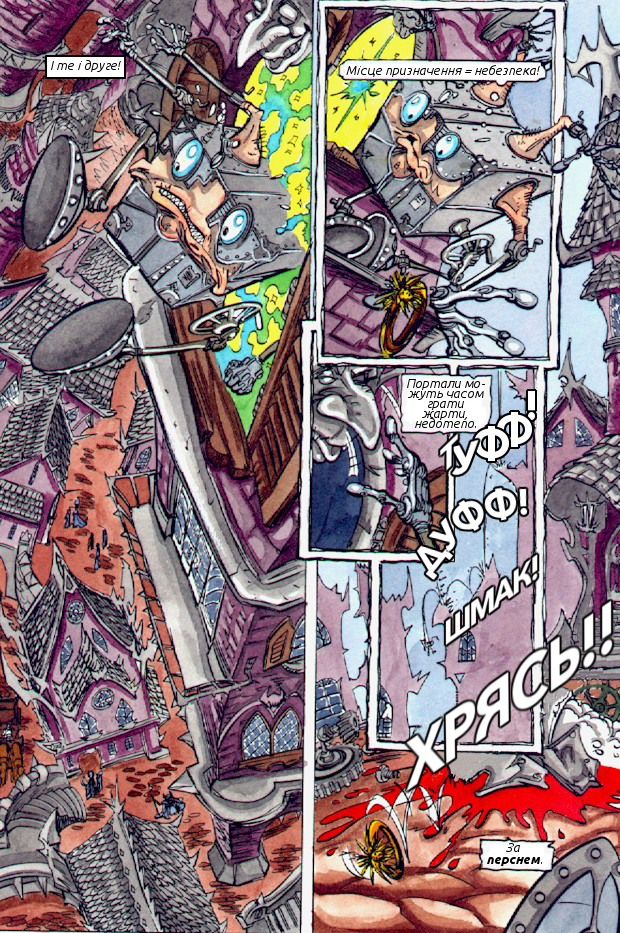 І те і друге!
Місце призначення = небезпека!
Портали мо-
жуть часом
грати
жарти,
недотепо.
ТУФФ!
ДУФФ!
ШМАК!
ХРЯСЬ!!
За
перснем.